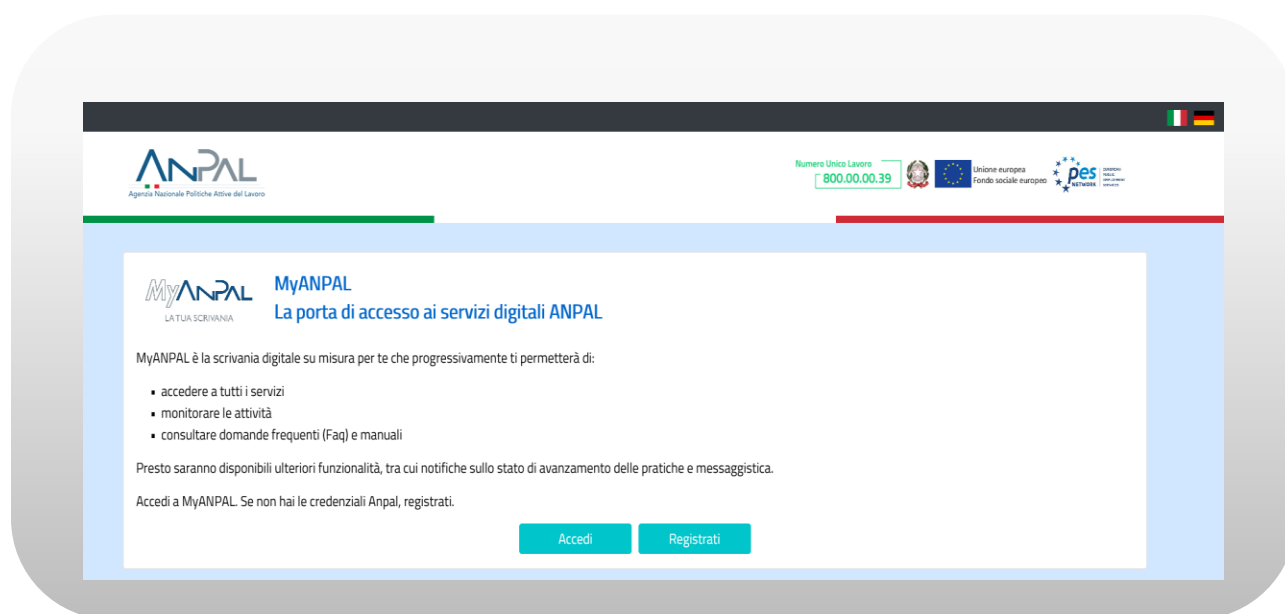 ANPAL
Agenzia Nazionale Politiche Attive del Lavoro
Numero Unico Lavoro
800.00.00.39
Unione europea
Fondo sociale europeo
pes
NETWORK
MyANPAL
LA TUA SCRIVANIA
MyANPAL
La porta di accesso ai servizi digitali ANPAL
MyANPAL è la scrivania digitale su misura per te che progressivamente ti permetterà di:
▪ accedere a tutti i servizi
▪ monitorare le attività
▪ consultare domande frequenti (Faq) e manuali
Presto saranno disponibili ulteriori funzionalità, tra cui notifiche sullo stato di avanzamento delle pratiche e messaggistica.
Accedi a MyANPAL. Se non hai le credenziali Anpal, registrati.
Accedi
Registrati